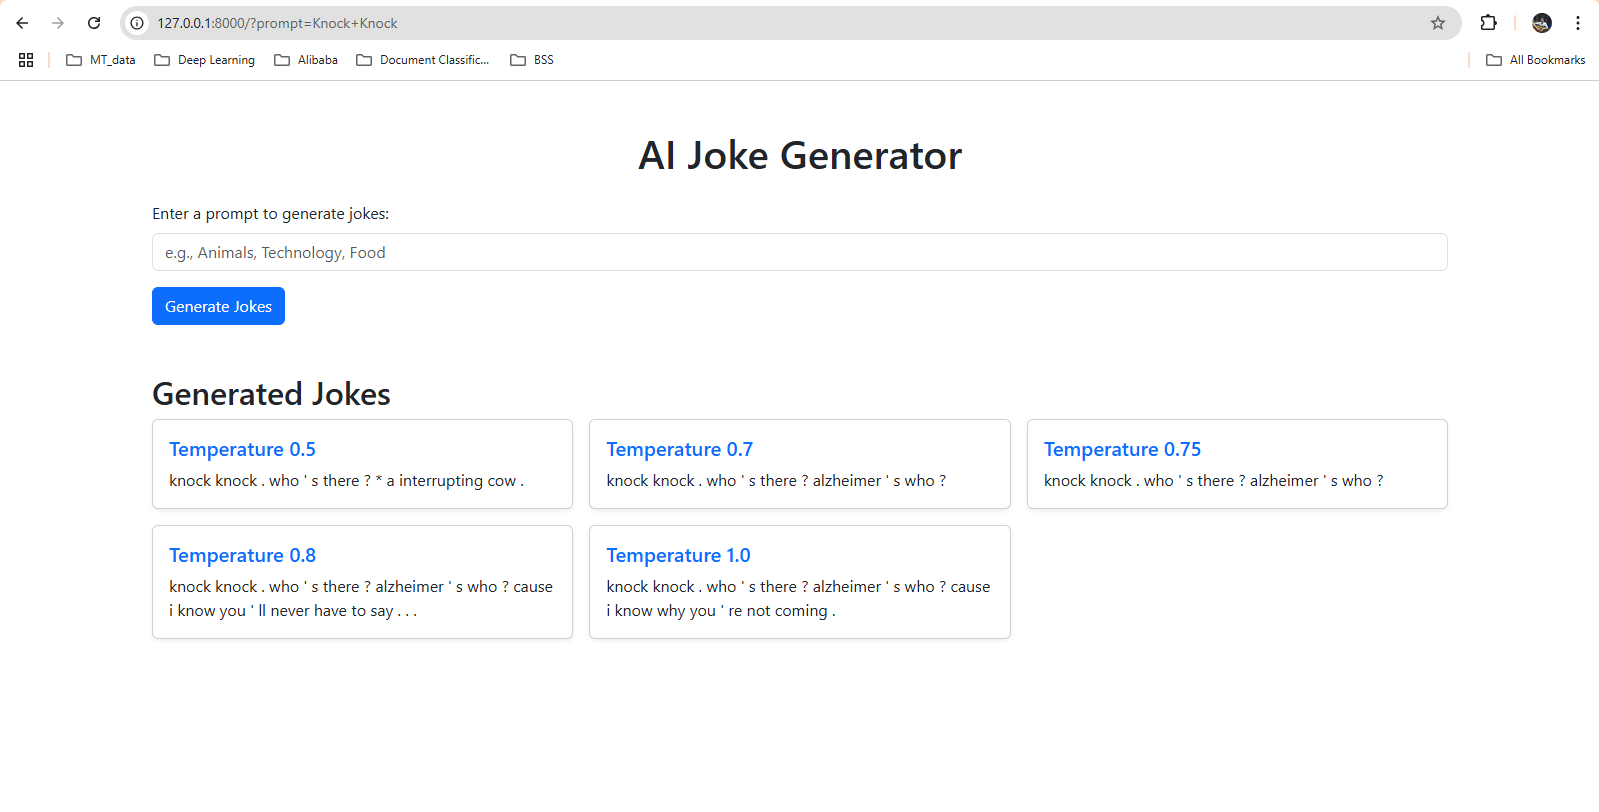 127.0.0.1:8000/?prompt=Knock+Knock
MT_data Deep Learning Alibaba Document Classific... BSS All Bookmarks
AI Joke Generator
Enter a prompt to generate jokes:
e.g., Animals, Technology, Food
Generate Jokes
Generated Jokes
Temperature 0.5
knock knock . who ' s there ? * a interrupting cow .
Temperature 0.7
knock knock . who ' s there ? alzheimer ' s who ?
Temperature 0.75
knock knock . who ' s there ? alzheimer ' s who ?
Temperature 0.8
knock knock . who ' s there ? alzheimer ' s who ? cause
i know you ' ll never have to say . . .
Temperature 1.0
knock knock . who ' s there ? alzheimer ' s who ? cause
i know why you ' re not coming .